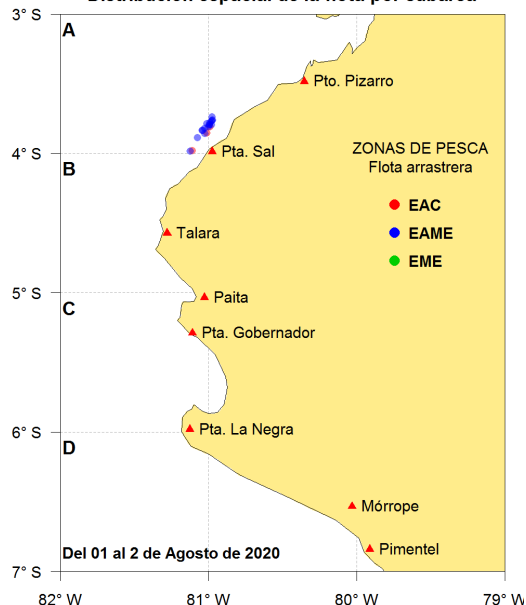 3° S
A
Pto. Pizarro
4° S
B
Pta. Sal
ZONAS DE PESCA
Flota arrastrera
EAC
EAME
EME
Talara
5° S
C
Paita
Pta. Gobernador
6° S
D
Pta. La Negra
Mórrope
Pimentel
Del 01 al 2 de Agosto de 2020
7° S
82° W
81° W
80° W
79° W